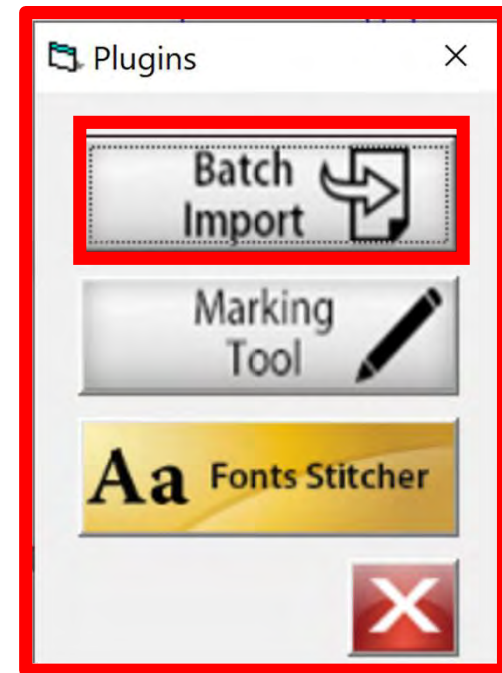 Plugins
Batch
Import
Marking
Tool
Aa Fonts Stitcher